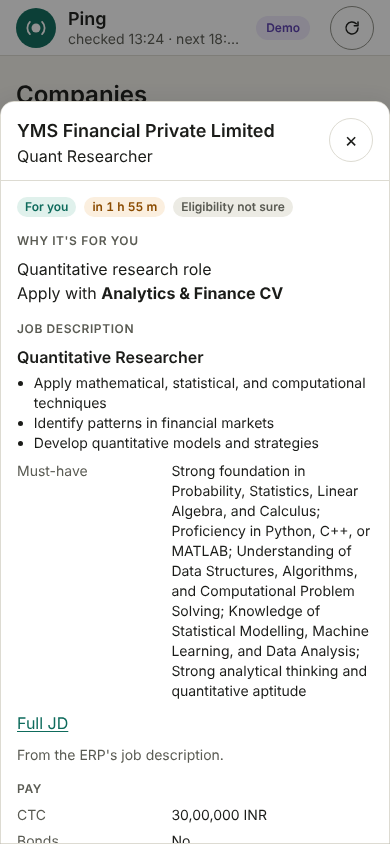 Ping
checked 13:24 · next 18:...
Demo
Companies
YMS Financial Private Limited
Quant Researcher
×
For you
in 1 h 55 m
Eligibility not sure
WHY IT'S FOR YOU
Quantitative research role
Apply with Analytics & Finance CV
JOB DESCRIPTION
Quantitative Researcher
• Apply mathematical, statistical, and computational
techniques
• Identify patterns in financial markets
• Develop quantitative models and strategies
Must-have
Strong foundation in
Probability, Statistics, Linear
Algebra, and Calculus;
Proficiency in Python, C++, or
MATLAB; Understanding of
Data Structures, Algorithms,
and Computational Problem
Solving; Knowledge of
Statistical Modelling, Machine
Learning, and Data Analysis;
Strong analytical thinking and
quantitative aptitude
Full JD
From the ERP's job description.
PAY
CTC
30,00,000 INR
Bonds
No